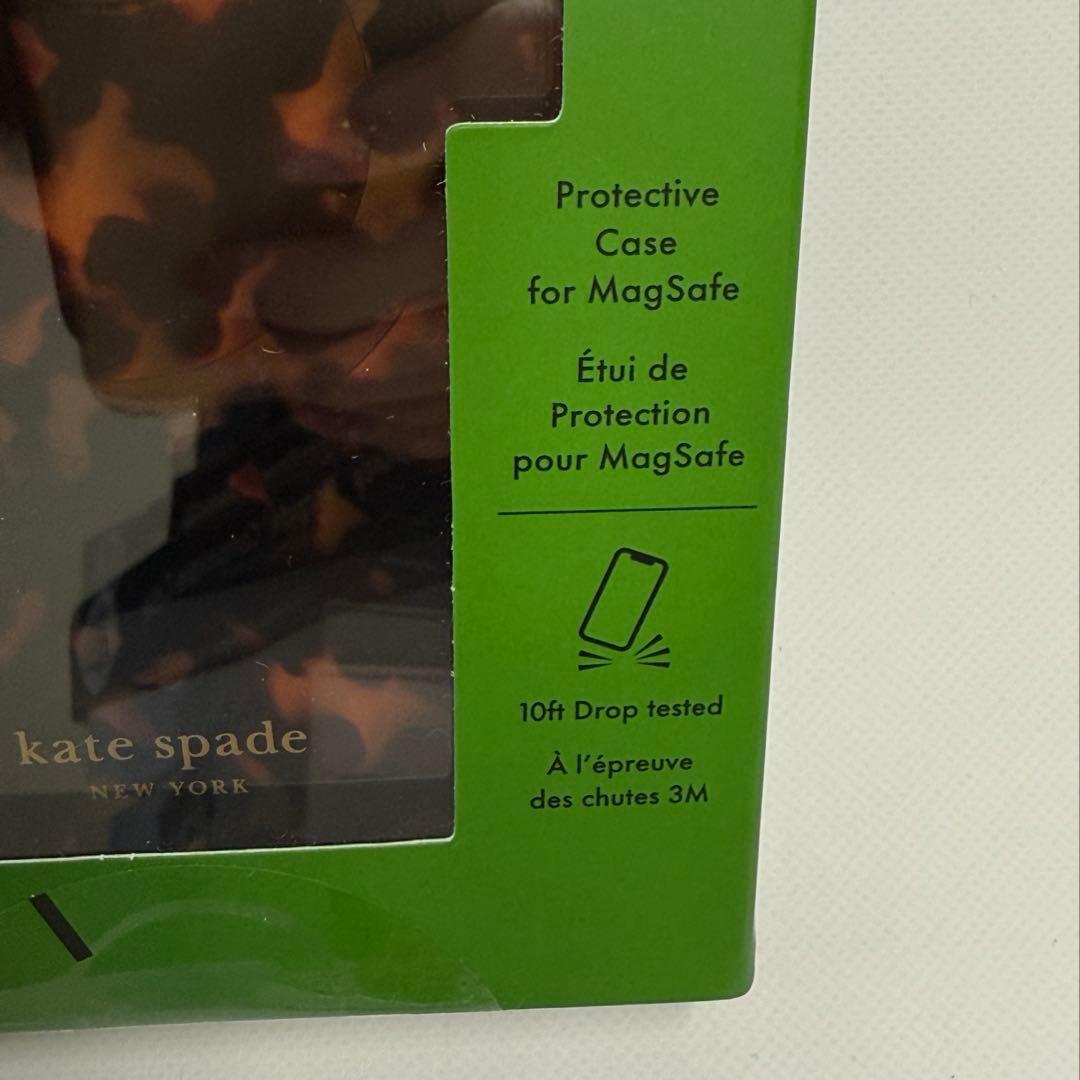 Protective
Case
for MagSafe
Étui de
Protection
pour MagSafe
10ft Drop tested
À l'épreuve
des chutes 3M
kate spade
NEW YORK